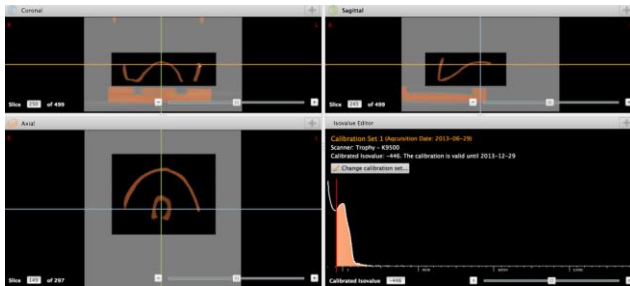 Coronal
Slice 250 of 499
Sagittal
Slice 245 of 499
Axial
Slice 149 of 297
Isovalue Editor
Calibration Set 1 (Aqcuisition Date: 2013-06-29)
Scanner: Trophy - K9500
Calibrated Isovalue: -446. The calibration is valid until 2013-12-29
Change calibration set...
Calibrated Isovalue -446